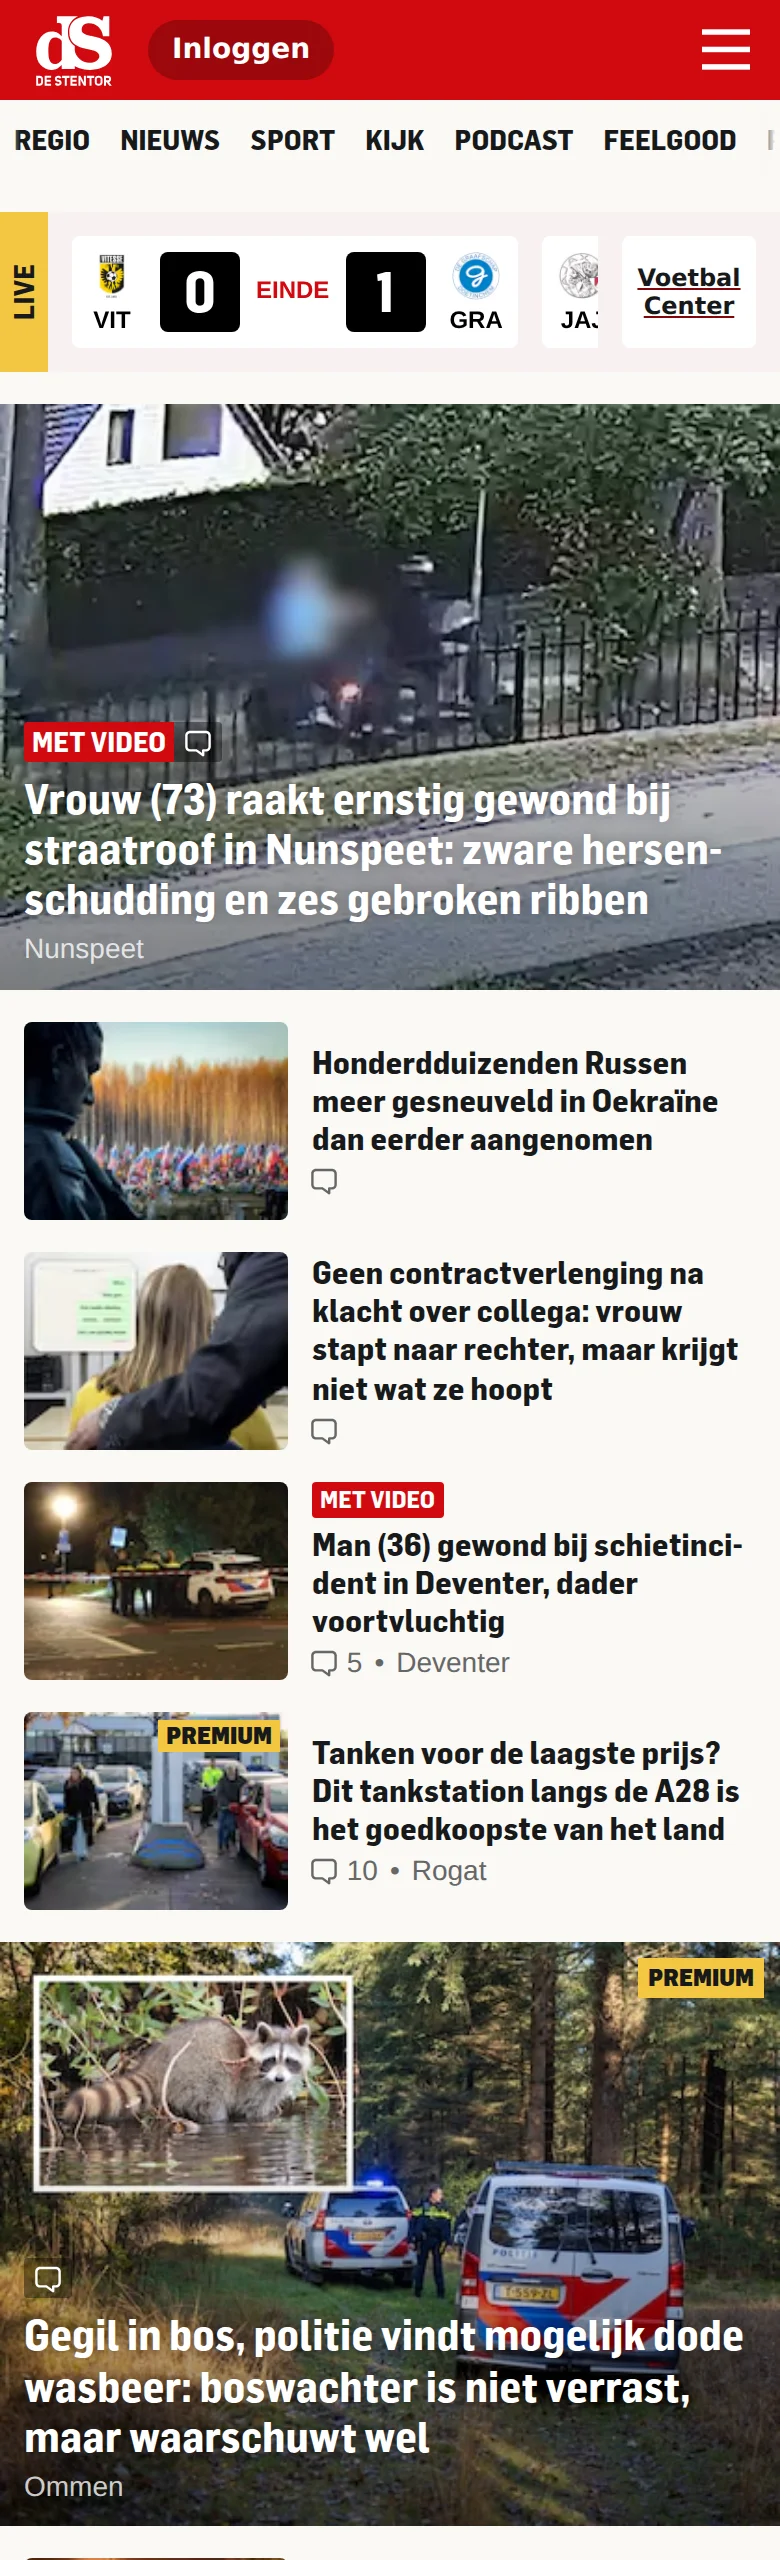 dS
DE STENTOR
Inloggen
REGIO NIEUWS SPORT KIJK PODCAST FEELGOOD
LIVE
VITESSE
VIT
0
EINDE
1
GRA
JAJ
Voetbal
Center
MET VIDEO
Vrouw (73) raakt ernstig gewond bij
straatroof in Nunspeet: zware hersen-
schudding en zes gebroken ribben
Nunspeet
Honderdduizenden Russen
meer gesneuveld in Oekraïne
dan eerder aangenomen
Geen contractverlenging na
klacht over collega: vrouw
stapt naar rechter, maar krijgt
niet wat ze hoopt
MET VIDEO
Man (36) gewond bij schietinci-
dent in Deventer, dader
voortvluchtig
5 • Deventer
PREMIUM
Tanken voor de laagste prijs?
Dit tankstation langs de A28 is
het goedkoopste van het land
10 • Rogat
PREMIUM
POLITIE
T-559-ZL
Gegil in bos, politie vindt mogelijk dode
wasbeer: boswachter is niet verrast,
maar waarschuwt wel
Ommen